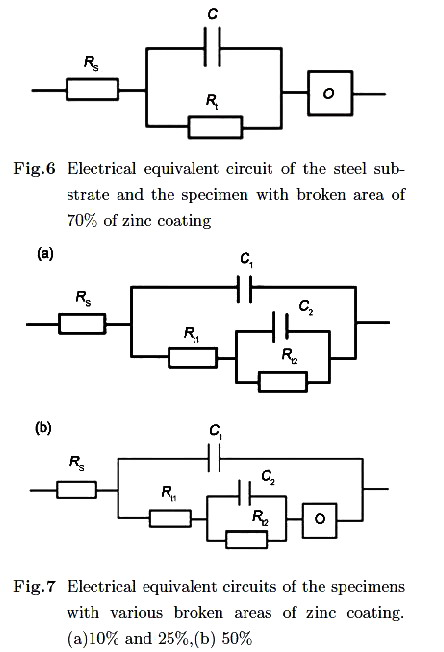 C
Rs
Rt
O
Fig.6 Electrical equivalent circuit of the steel sub-
strate and the specimen with broken area of
70% of zinc coating
(a)
C1
Rs
C2
Rt1
Rt2
(b)
C1
Rs
C2
Rt1
Rt2
O
Fig.7 Electrical equivalent circuits of the specimens
with various broken areas of zinc coating.
(a)10% and 25%,(b) 50%